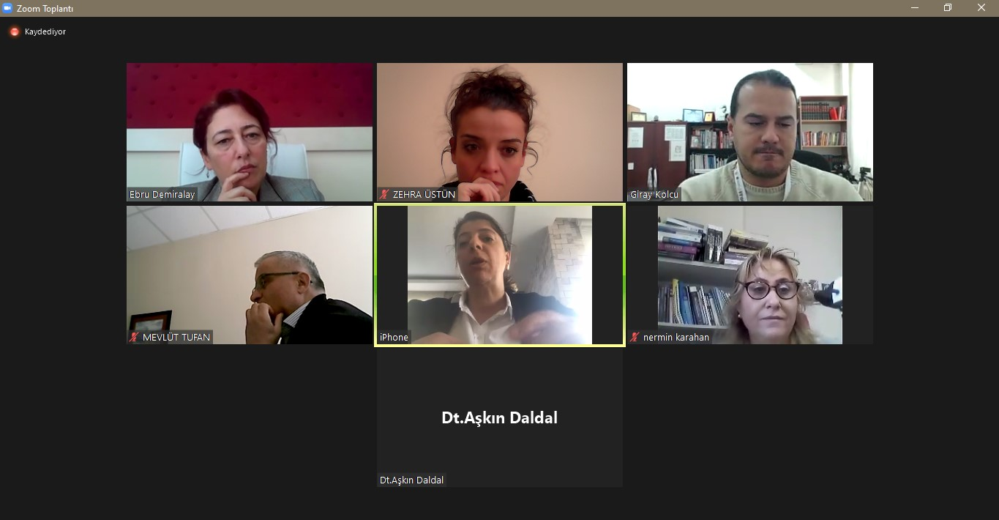 Zoom Toplantı
Kaydediyor
Ebru Demiralay
ZEHRA ÜSTÜN
Giray Kolcu
MEVLÜT TUFAN
iPhone
nermin karahan
Dt.Aşkın Daldal
Dt.Aşkın Daldal